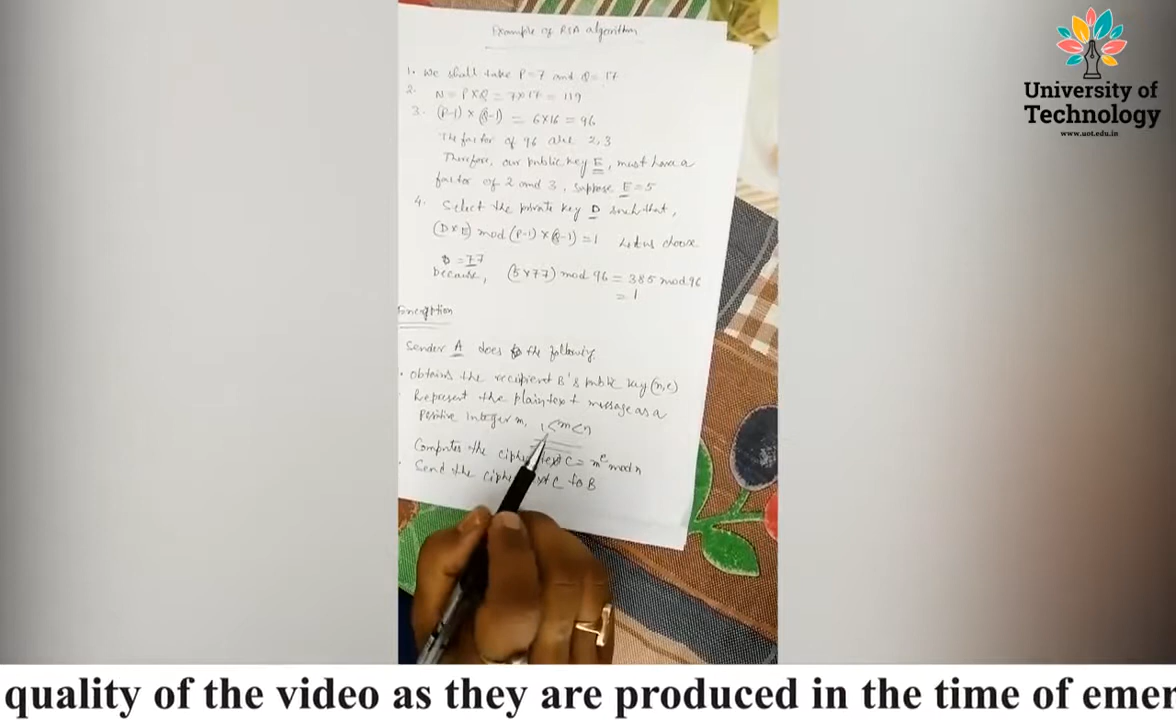 University of
Technology
www.uot.edu.in
Example of RSA algorithm
1. We shall take P=7 and Q=17
2. N = P×Q = 7×17 = 119
3. (P-1) × (Q-1) = 6×16 = 96
The factor of 96 are 2,3
Therefore, our public key E, must have a
factor of 2 and 3. Suppose E=5
4. Select the private key D such that,
(D×E) mod (P-1)×(Q-1) = 1 Let us choose
D = 77
because, (5×77) mod 96 = 385 mod 96
= 1
Encryption
Sender A does the following.
• obtains the recipient B's public key (n,e)
Represent the plaintext message as a
Positive integer m, 1<m<n
Computes the cipher text C = mᵉ mod n
• Send the ciphertext C to B
quality of the video as they are produced in the time of emer